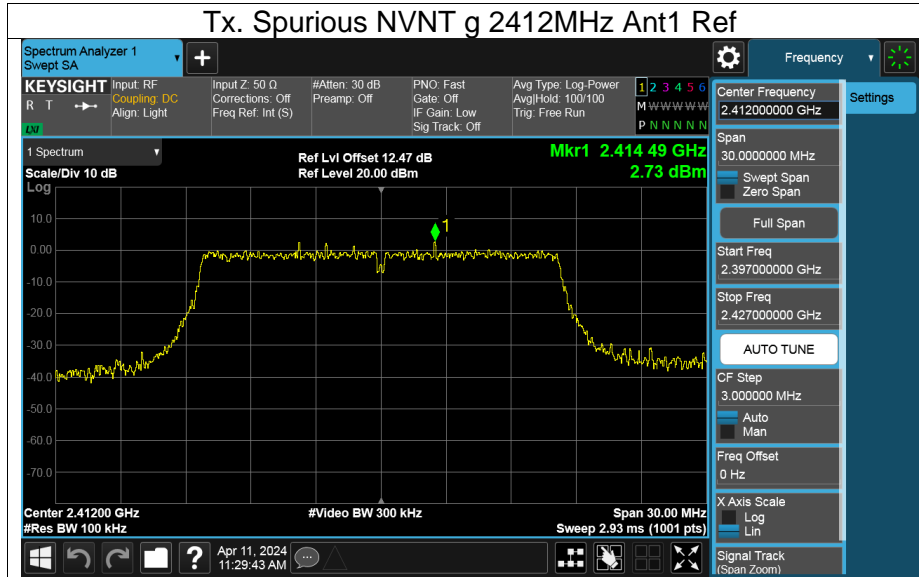 Tx. Spurious NVNT g 2412MHz Ant1 Ref
Spectrum Analyzer 1
Swept SA
+
Frequency
KEYSIGHT
R T
LXI
Input: RF
Coupling: DC
Align: Light
Input Z: 50 Ω
Corrections: Off
Freq Ref: Int (S)
#Atten: 30 dB
Preamp: Off
PNO: Fast
Gate: Off
IF Gain: Low
Sig Track: Off
Avg Type: Log-Power
Avg|Hold: 100/100
Trig: Free Run
1 2 3 4 5 6
M W W W W W
P N N N N N
Center Frequency
2.412000000 GHz
Settings
1 Spectrum
Scale/Div 10 dB
Ref Lvl Offset 12.47 dB
Ref Level 20.00 dBm
Mkr1 2.414 49 GHz
2.73 dBm
Log
10.0
0.00
-10.0
-20.0
-30.0
-40.0
-50.0
-60.0
-70.0
1
Span
30.0000000 MHz
Swept Span
Zero Span
Full Span
Start Freq
2.397000000 GHz
Stop Freq
2.427000000 GHz
AUTO TUNE
CF Step
3.000000 MHz
Auto
Man
Freq Offset
0 Hz
X Axis Scale
Log
Lin
Signal Track
(Span Zoom)
Center 2.41200 GHz
#Video BW 300 kHz
Span 30.00 MHz
#Res BW 100 kHz
Sweep 2.93 ms (1001 pts)
?
Apr 11, 2024
11:29:43 AM